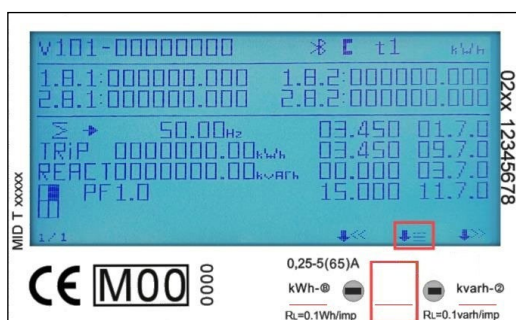 V101-00000000 t1 kWh
1.8.1:000000.000 1.8.2:000000.000
2.8.1:000000.000 2.8.2:000000.000
Σ 50.00Hz 03.450 01.7.0
TRiP 0000000.00kWh 03.450 09.7.0
REACT0000000.00kvARh 00.000 03.7.0
PF1.0 15.000 11.7.0
1/1 << >>
02xx 12345678
MID T xxxxx
CE M00 0000
0,25-5(65)A
kWh-® kvarh-②
RL=0.1Wh/imp RL=0.1varh/imp